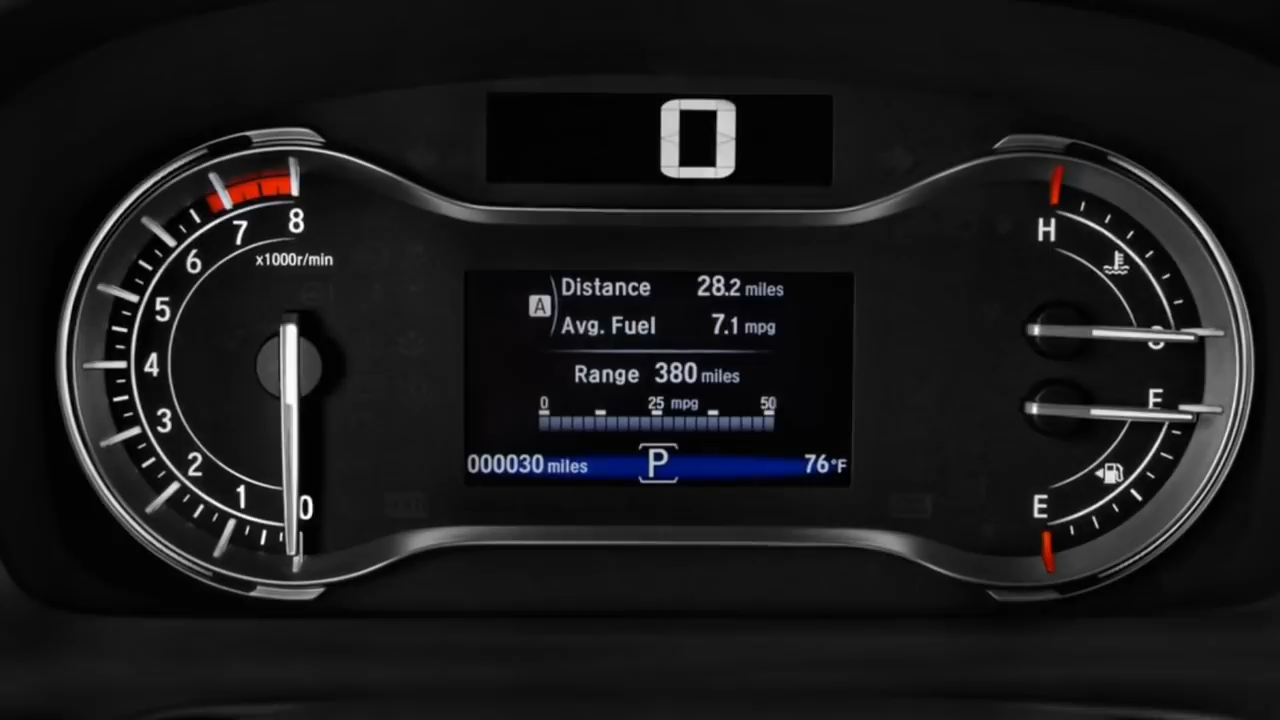 0
8
7
x1000r/min
6
5
4
3
2
1
0
A
Distance 28.2 miles
Avg. Fuel 7.1 mpg
Range 380 miles
0 25 mpg 50
000030 miles P 76°F
H
E